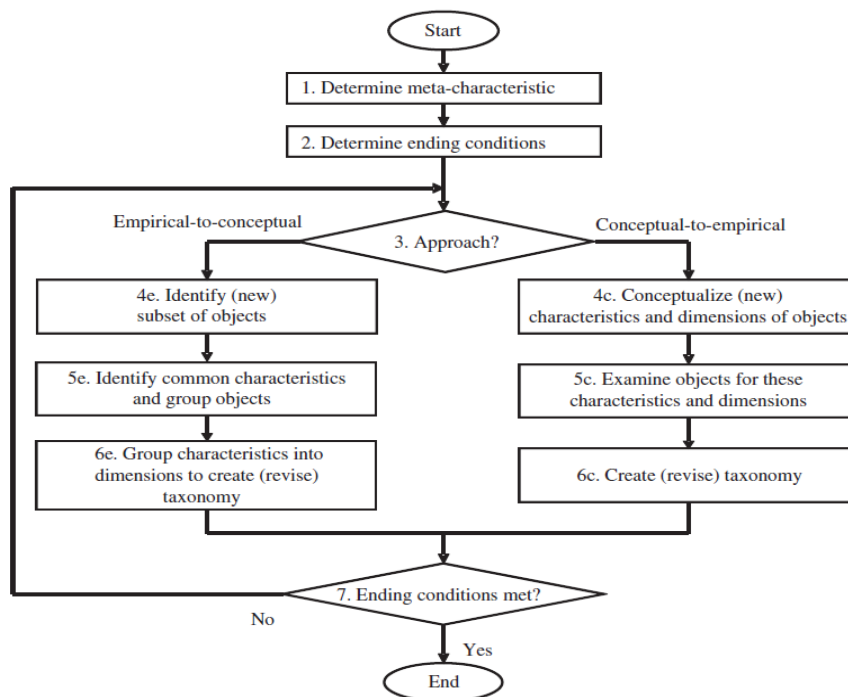 Start
1. Determine meta-characteristic
2. Determine ending conditions
Empirical-to-conceptual
Conceptual-to-empirical
3. Approach?
4e. Identify (new)
subset of objects
4c. Conceptualize (new)
characteristics and dimensions of objects
5e. Identify common characteristics
and group objects
5c. Examine objects for these
characteristics and dimensions
6e. Group characteristics into
dimensions to create (revise)
taxonomy
6c. Create (revise) taxonomy
7. Ending conditions met?
No
Yes
End